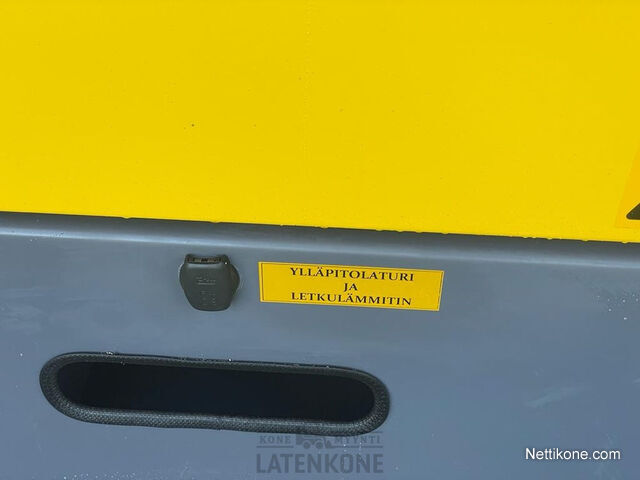 YLLÄPITOLATURI
JA
LETKULÄMMITIN
KONE MYYNTI
LATENKONE
Nettikone.com